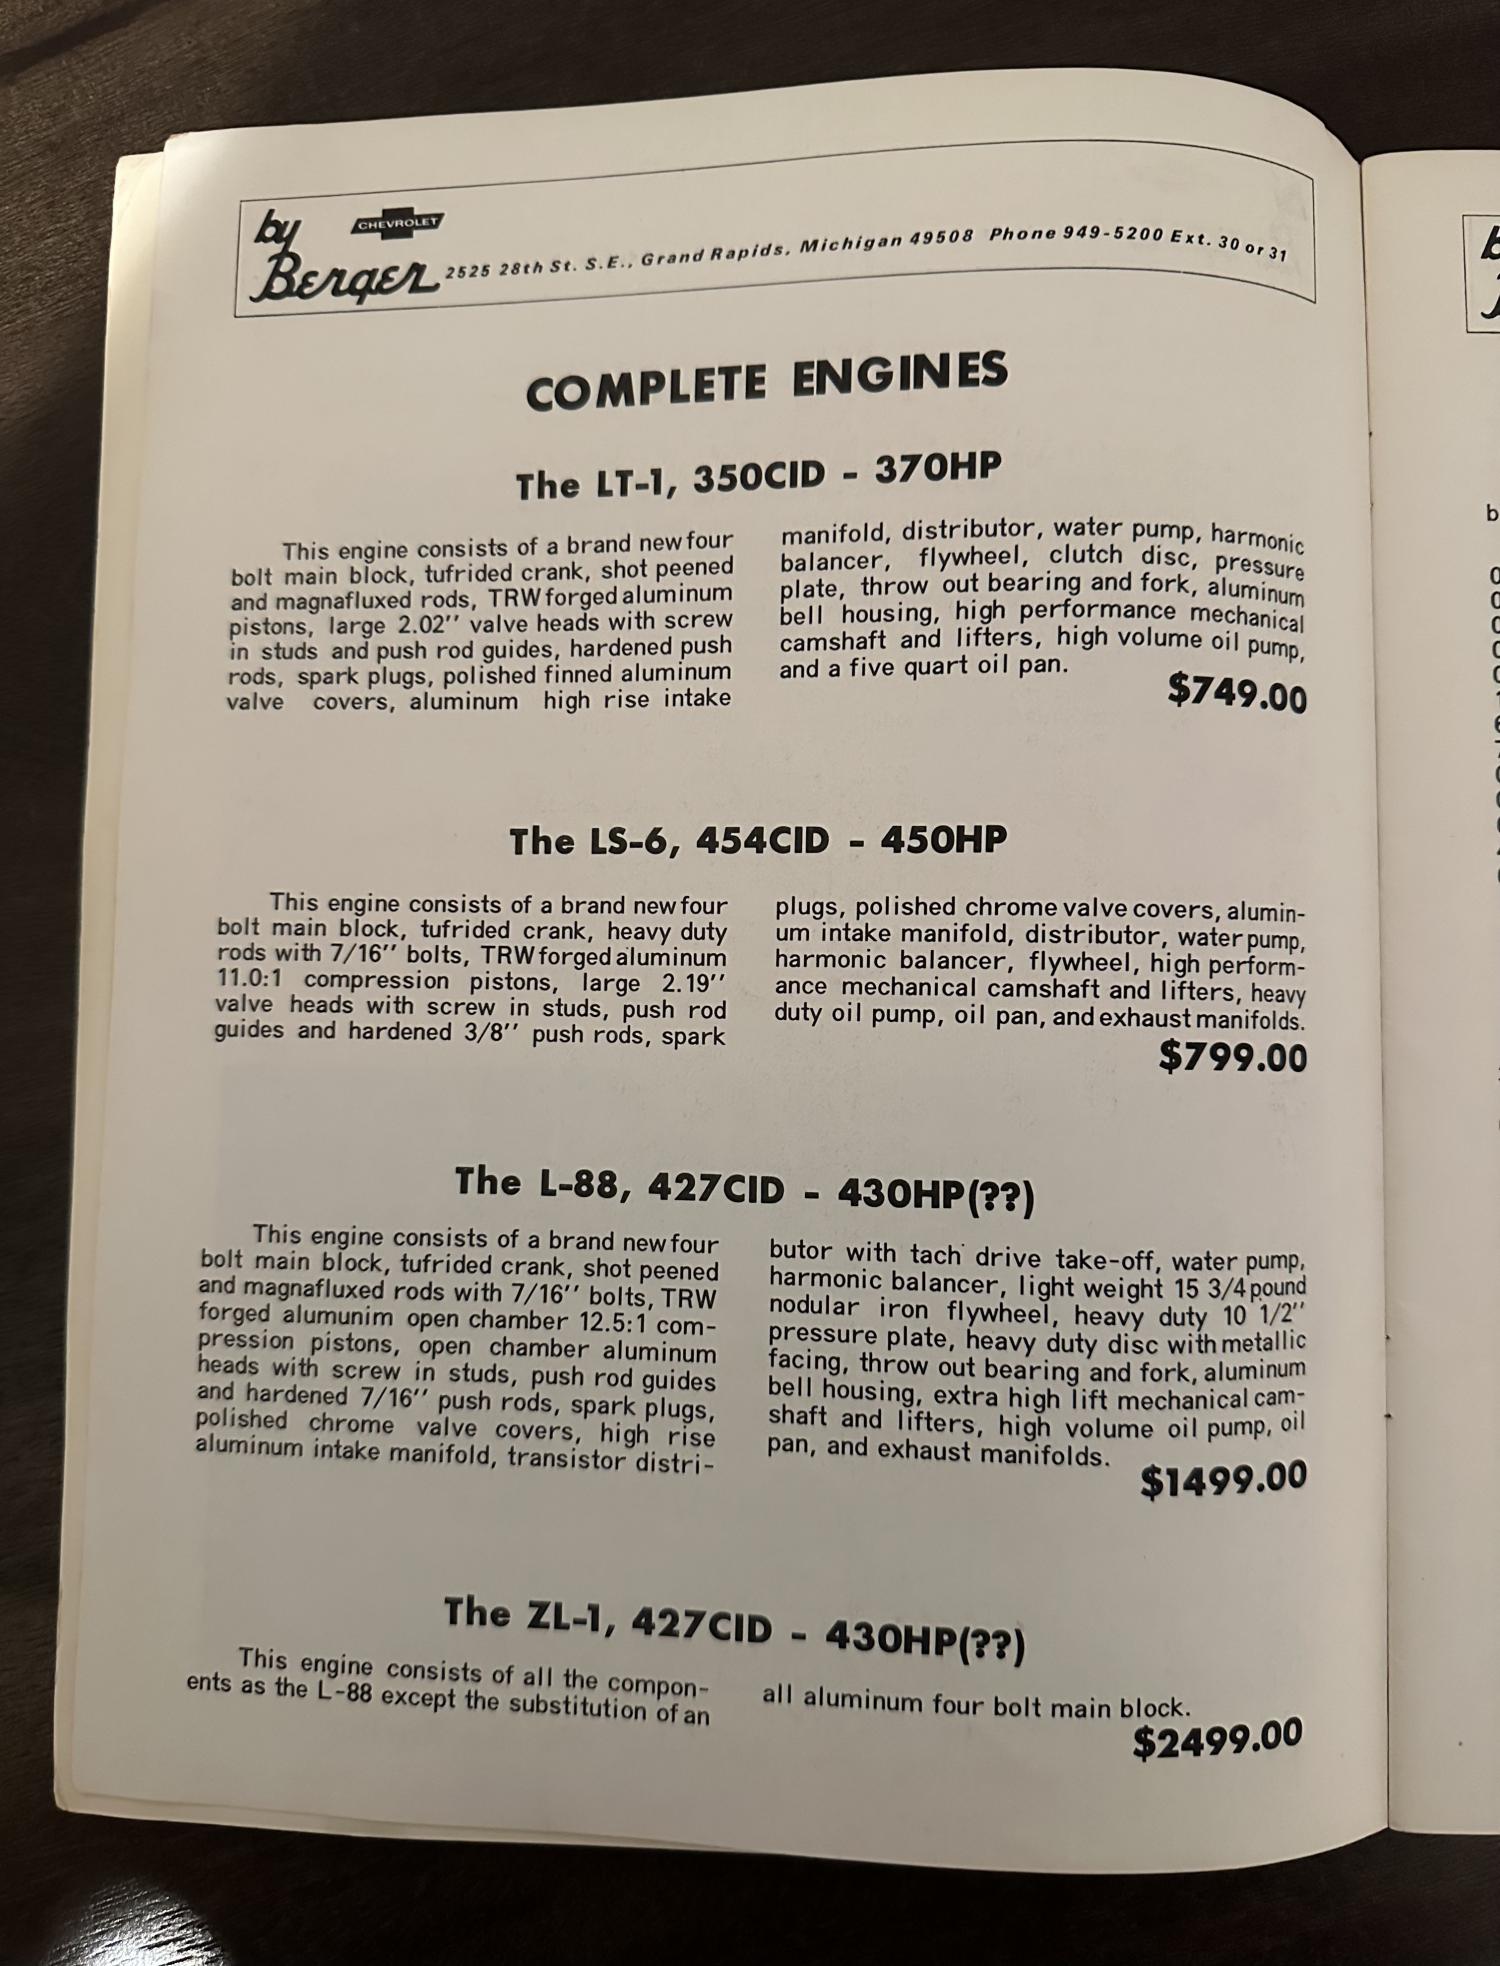 by
Berger
CHEVROLET
2525 28th St. S.E., Grand Rapids, Michigan 49508 Phone 949-5200 Ext. 30 or 31
COMPLETE ENGINES
The LT-1, 350CID - 370HP
This engine consists of a brand new four
bolt main block, tufrided crank, shot peened
and magnafluxed rods, TRW forged aluminum
pistons, large 2.02'' valve heads with screw
in studs and push rod guides, hardened push
rods, spark plugs, polished finned aluminum
valve covers, aluminum high rise intake
manifold, distributor, water pump, harmonic
balancer, flywheel, clutch disc, pressure
plate, throw out bearing and fork, aluminum
bell housing, high performance mechanical
camshaft and lifters, high volume oil pump,
and a five quart oil pan.
$749.00
The LS-6, 454CID - 450HP
This engine consists of a brand new four
bolt main block, tufrided crank, heavy duty
rods with 7/16'' bolts, TRW forged aluminum
11.0:1 compression pistons, large 2.19''
valve heads with screw in studs, push rod
guides and hardened 3/8'' push rods, spark
plugs, polished chrome valve covers, alumin-
um intake manifold, distributor, water pump,
harmonic balancer, flywheel, high perform-
ance mechanical camshaft and lifters, heavy
duty oil pump, oil pan, and exhaust manifolds.
$799.00
The L-88, 427CID - 430HP(??)
This engine consists of a brand new four
bolt main block, tufrided crank, shot peened
and magnafluxed rods with 7/16'' bolts, TRW
forged alumunim open chamber 12.5:1 com-
pression pistons, open chamber aluminum
heads with screw in studs, push rod guides
and hardened 7/16'' push rods, spark plugs,
polished chrome valve covers, high rise
aluminum intake manifold, transistor distri-
butor with tach drive take-off, water pump,
harmonic balancer, light weight 15 3/4 pound
nodular iron flywheel, heavy duty 10 1/2''
pressure plate, heavy duty disc with metallic
facing, throw out bearing and fork, aluminum
bell housing, extra high lift mechanical cam-
shaft and lifters, high volume oil pump, oil
pan, and exhaust manifolds.
$1499.00
The ZL-1, 427CID - 430HP(??)
This engine consists of all the compon-
ents as the L-88 except the substitution of an
all aluminum four bolt main block.
$2499.00